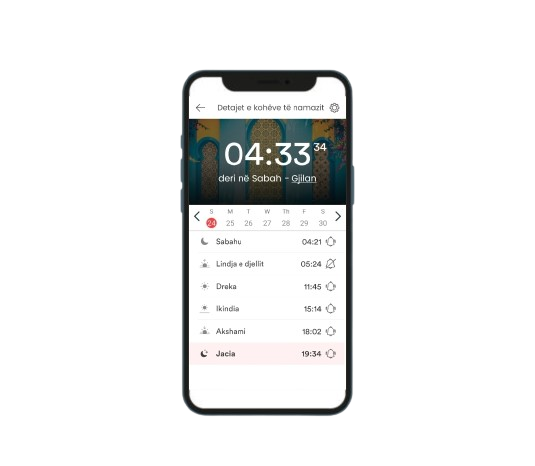 Detajet e kohëve të namazit
04:33 34
deri në Sabah - Gjilan
S M T W Th F S
24 25 26 27 28 29 30
Sabahu 04:21
Lindja e djellit 05:24
Dreka 11:45
Ikindia 15:14
Akshami 18:02
Jacia 19:34